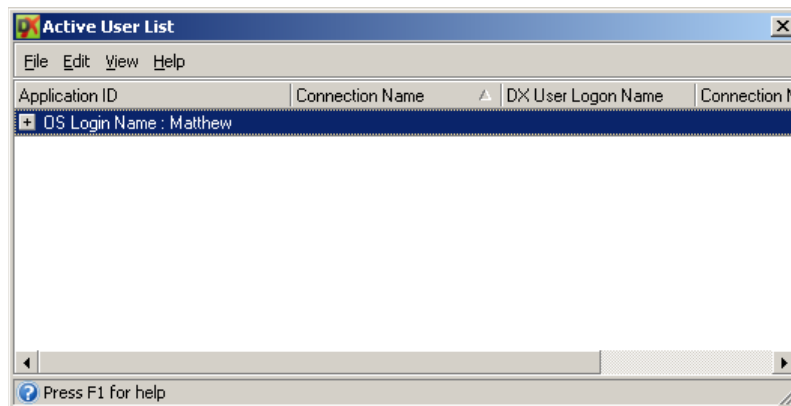 Active User List
File Edit View Help
Application ID Connection Name DX User Logon Name Connection
OS Login Name : Matthew
Press F1 for help